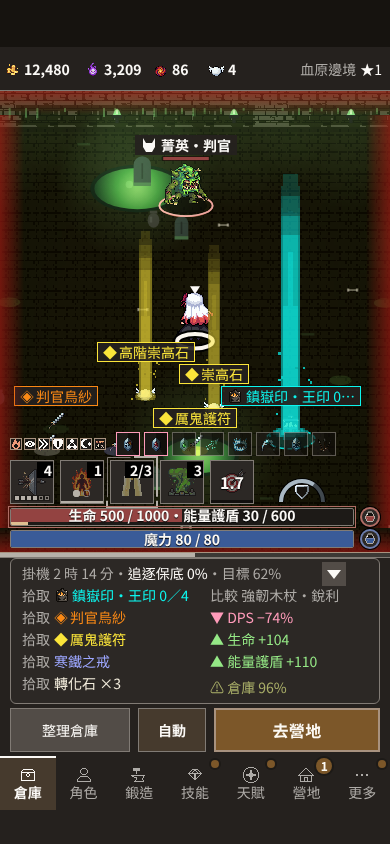 12,480 3,209 86 4 血原邊境 ★1
菁英・判官
高階崇高石
崇高石
判官烏紗 鎮嶽印・王印 0…
厲鬼護符
4 1 2/3 3 1.7
生命 500 / 1000・能量護盾 30 / 600
魔力 80 / 80
掛機 2 時 14 分・追逐保底 0%・目標 62%
拾取 鎮嶽印・王印 0／4 比較 強韌木杖・銳利
拾取 判官烏紗 ▼ DPS −74%
拾取 厲鬼護符 ▲ 生命 +104
拾取 寒鐵之戒 ▲ 能量護盾 +110
拾取 轉化石 ×3 ⚠ 倉庫 96%
整理倉庫 自動 去營地
1
倉庫 角色 鍛造 技能 天賦 營地 更多